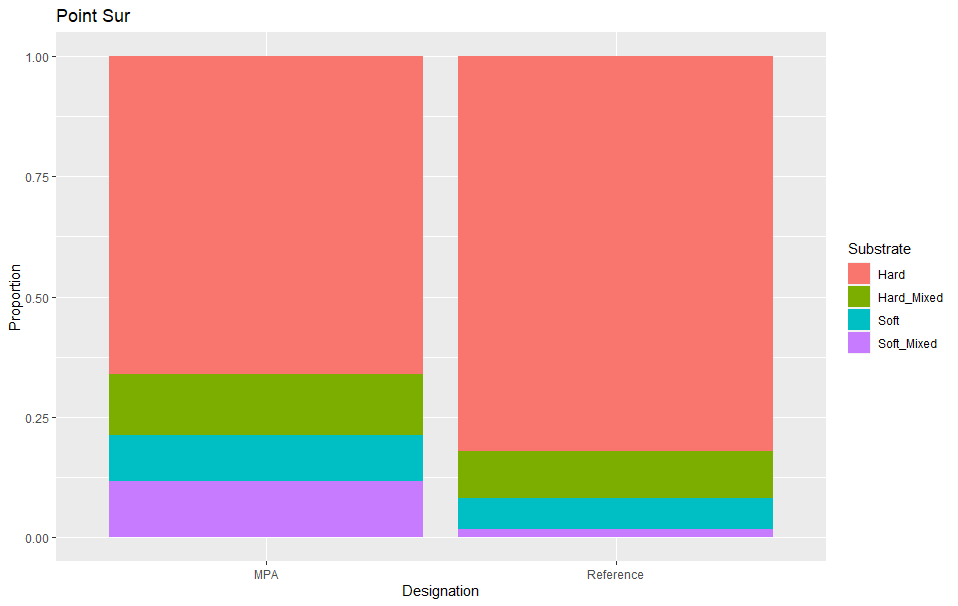 Point Sur
1.00
0.75
0.50
0.25
0.00
Proportion
MPA
Reference
Designation
Substrate
Hard
Hard_Mixed
Soft
Soft_Mixed